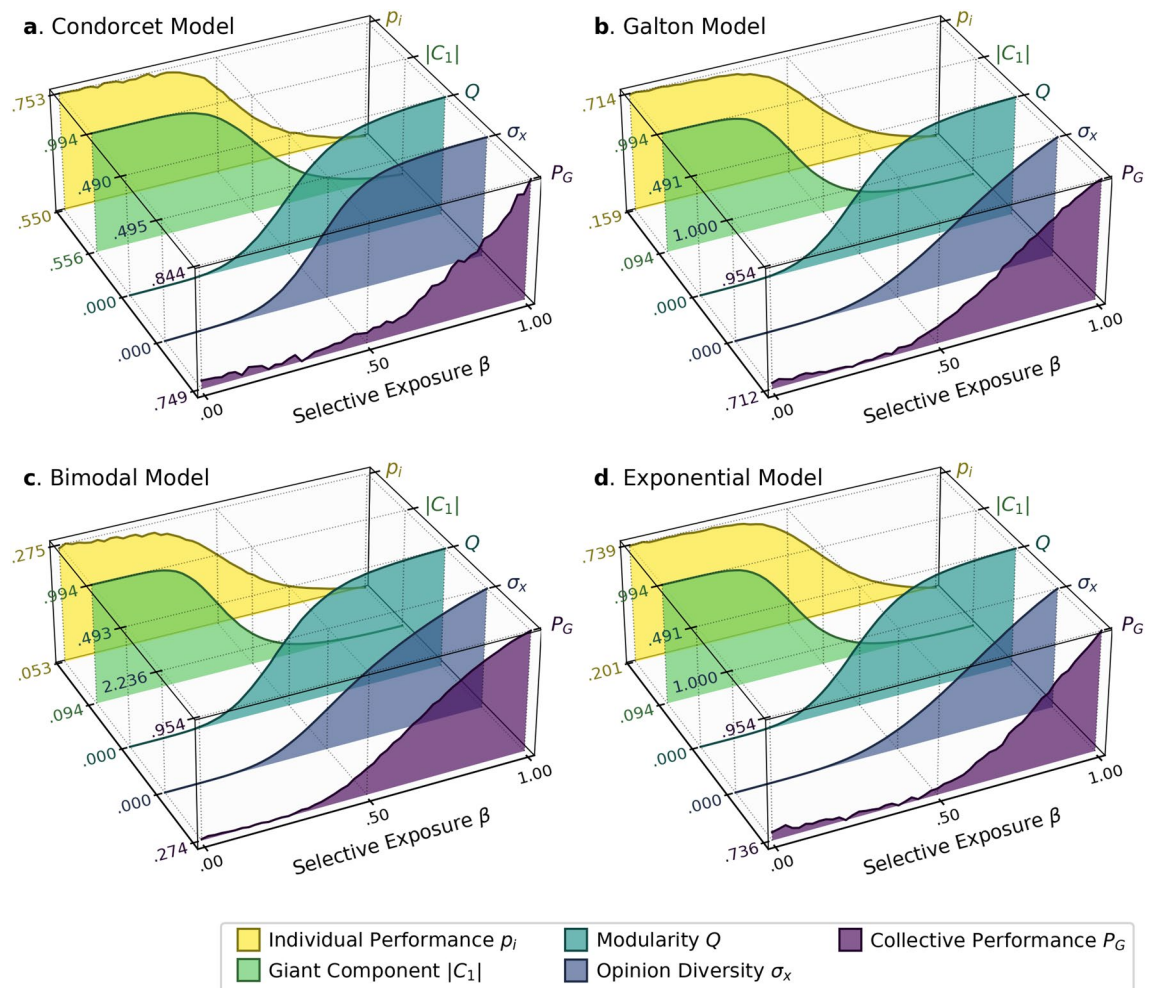 a. Condorcet Model
p_i
|C_1|
Q
σ_x
P_G
.753
.994
.490
.495
.844
.550
.556
.000
.000
.749
.00
.50
1.00
Selective Exposure β
b. Galton Model
p_i
|C_1|
Q
σ_x
P_G
.714
.994
.491
1.000
.954
.159
.094
.000
.000
.712
.00
.50
1.00
Selective Exposure β
c. Bimodal Model
p_i
|C_1|
Q
σ_x
P_G
.275
.994
.493
2.236
.954
.053
.094
.000
.000
.274
.00
.50
1.00
Selective Exposure β
d. Exponential Model
p_i
|C_1|
Q
σ_x
P_G
.739
.994
.491
1.000
.954
.201
.094
.000
.000
.736
.00
.50
1.00
Selective Exposure β
Individual Performance p_i
Giant Component |C_1|
Modularity Q
Opinion Diversity σ_x
Collective Performance P_G